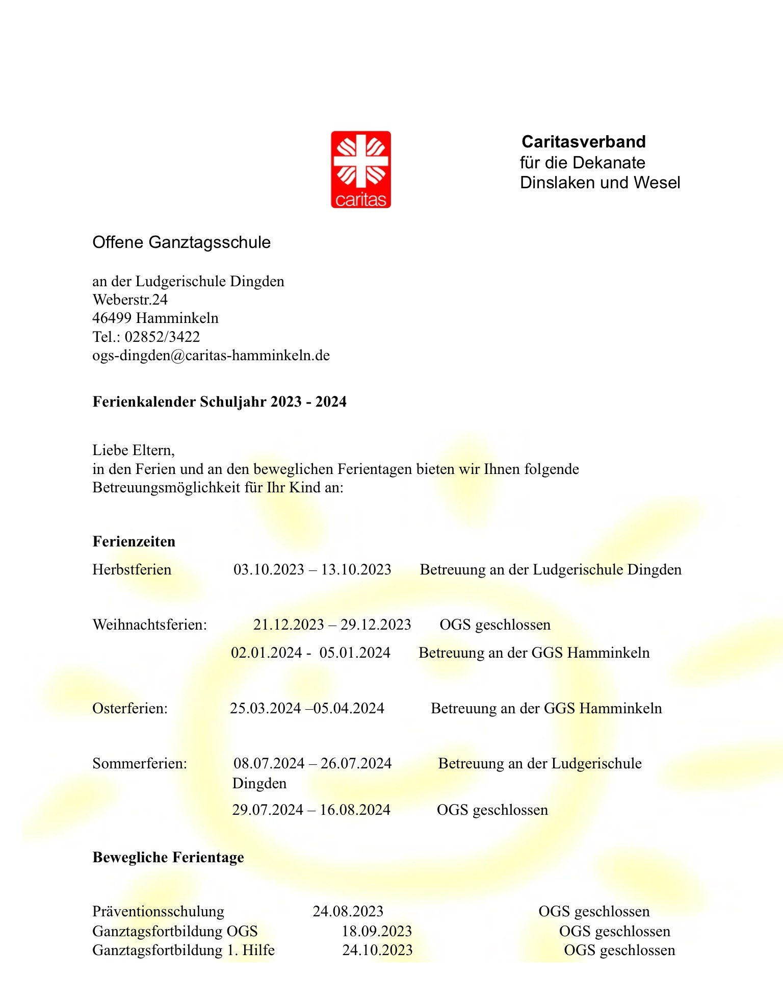 caritas
Caritasverband
für die Dekanate
Dinslaken und Wesel
Offene Ganztagsschule
an der Ludgerischule Dingden
Weberstr.24
46499 Hamminkeln
Tel.: 02852/3422
ogs-dingden@caritas-hamminkeln.de
Ferienkalender Schuljahr 2023 - 2024
Liebe Eltern,
in den Ferien und an den beweglichen Ferientagen bieten wir Ihnen folgende
Betreuungsmöglichkeit für Ihr Kind an:
Ferienzeiten
Herbstferien 03.10.2023 – 13.10.2023 Betreuung an der Ludgerischule Dingden
Weihnachtsferien: 21.12.2023 – 29.12.2023 OGS geschlossen
02.01.2024 - 05.01.2024 Betreuung an der GGS Hamminkeln
Osterferien: 25.03.2024 –05.04.2024 Betreuung an der GGS Hamminkeln
Sommerferien: 08.07.2024 – 26.07.2024 Betreuung an der Ludgerischule
Dingden
29.07.2024 – 16.08.2024 OGS geschlossen
Bewegliche Ferientage
Präventionsschulung 24.08.2023 OGS geschlossen
Ganztagsfortbildung OGS 18.09.2023 OGS geschlossen
Ganztagsfortbildung 1. Hilfe 24.10.2023 OGS geschlossen